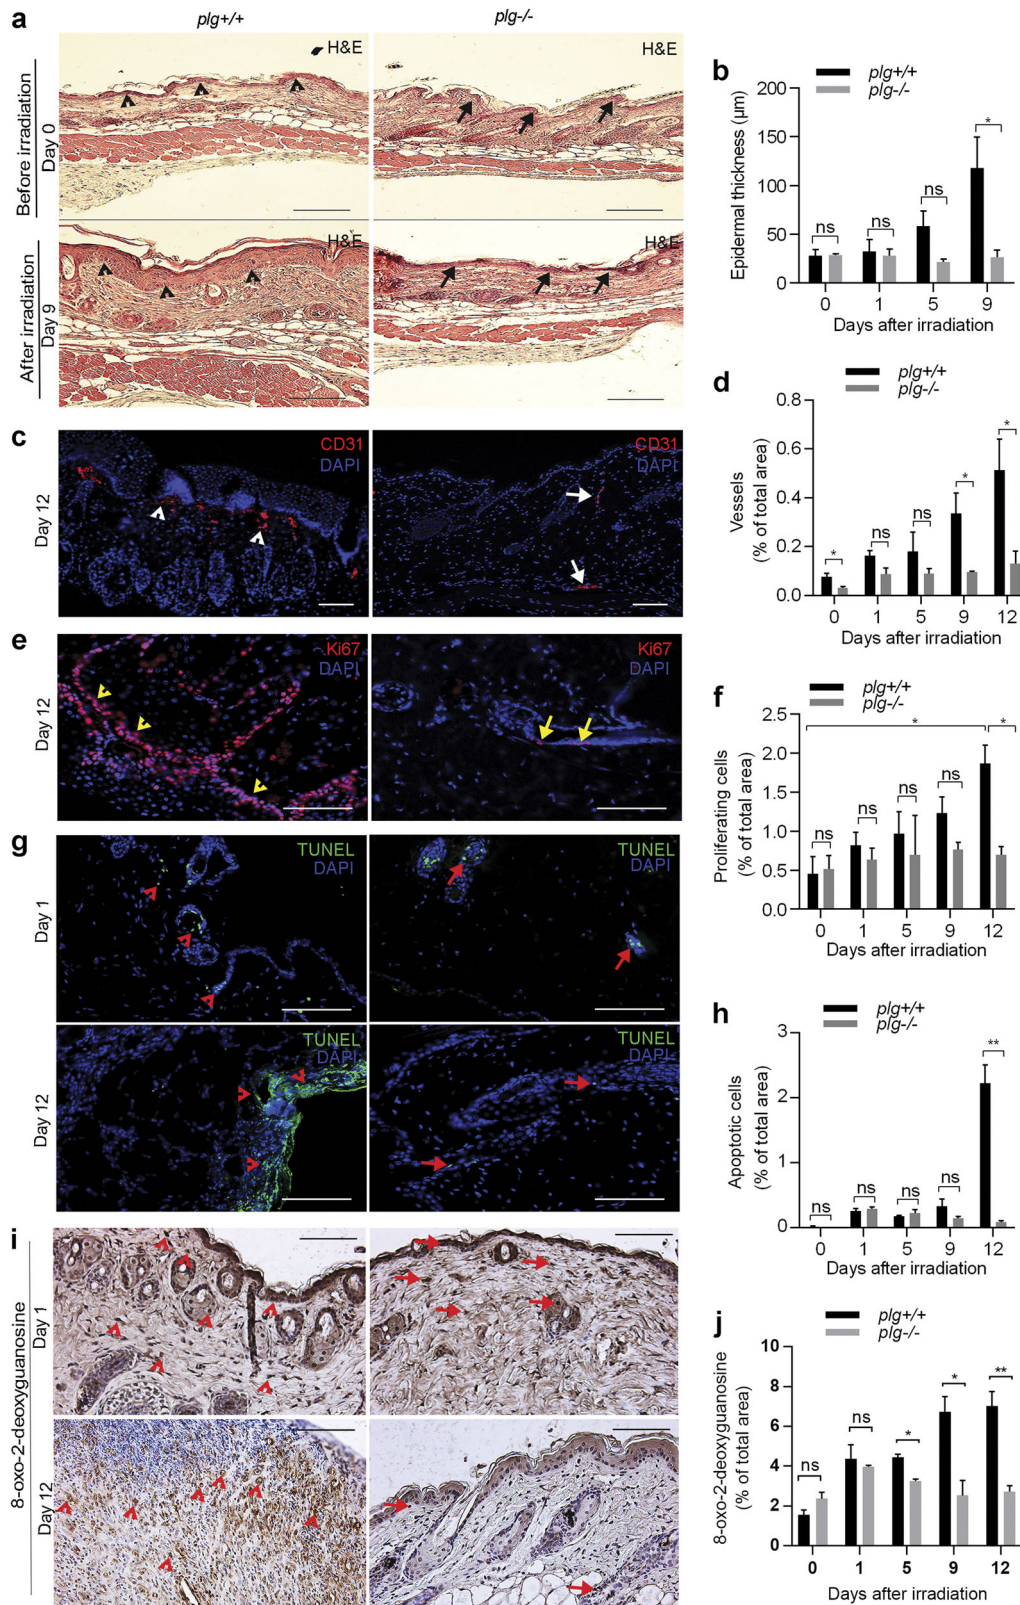 a
plg+/+
plg-/-
Before irradiation
Day 0
H&E
H&E
After irradiation
Day 9
H&E
H&E
b
plg+/+
plg-/-
Epidermal thickness (µm)
200
150
100
50
0
ns
ns
ns
*
0 1 5 9
Days after irradiation
c
Day 12
CD31
DAPI
CD31
DAPI
d
plg+/+
plg-/-
Vessels
(% of total area)
0.8
0.6
0.4
0.2
0.0
*
ns
ns
*
*
0 1 5 9 12
Days after irradiation
e
Day 12
Ki67
DAPI
Ki67
DAPI
f
plg+/+
plg-/-
Proliferating cells
(% of total area)
2.5
2.0
1.5
1.0
0.5
0.0
*
*
ns
ns
ns
ns
0 1 5 9 12
Days after irradiation
g
Day 1
TUNEL
DAPI
TUNEL
DAPI
Day 12
TUNEL
DAPI
TUNEL
DAPI
h
plg+/+
plg-/-
Apoptotic cells
(% of total area)
3
2
1
0
ns
ns
ns
ns
**
0 1 5 9 12
Days after irradiation
i
8-oxo-2-deoxyguanosine
Day 1
Day 12
j
plg+/+
plg-/-
8-oxo-2-deoxyguanosine
(% of total area)
10
8
6
4
2
0
ns
ns
*
*
**
0 1 5 9 12
Days after irradiation